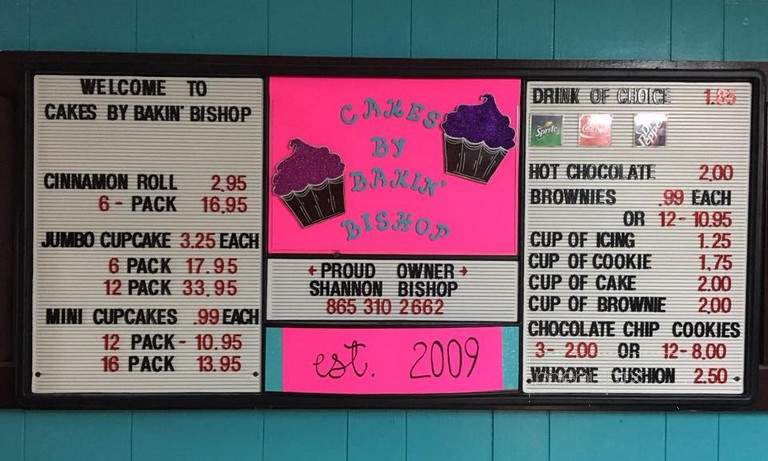 WELCOME TO
CAKES BY BAKIN' BISHOP
CINNAMON ROLL 2.95
6 - PACK 16.95
JUMBO CUPCAKE 3.25 EACH
6 PACK 17.95
12 PACK 33.95
MINI CUPCAKES .99 EACH
12 PACK - 10.95
16 PACK 13.95
CAKES
BY
BAKIN'
BISHOP
PROUD OWNER
SHANNON BISHOP
865 310 2662
est. 2009
DRINK OF CHOICE
Sprite
HOT CHOCOLATE 2.00
BROWNIES .99 EACH
OR 12 - 10.95
CUP OF ICING 1.25
CUP OF COOKIE 1.75
CUP OF CAKE 2.00
CUP OF BROWNIE 2.00
CHOCOLATE CHIP COOKIES
3 - 2.00 OR 12 - 8.00
WHOOPIE CUSHION 2.50